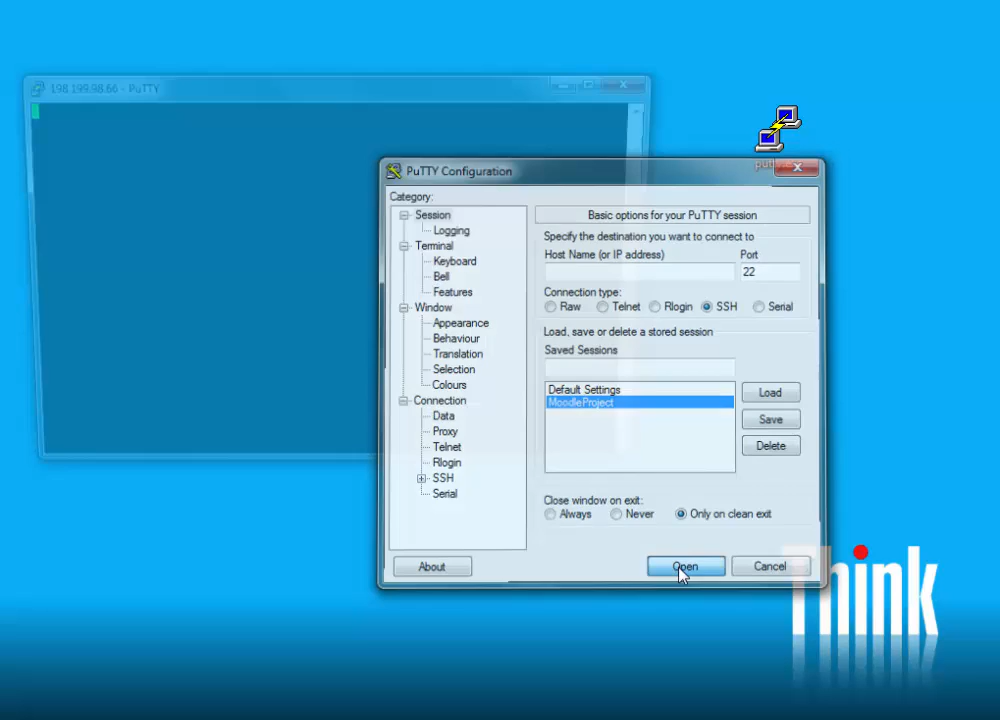 198.199.98.66 - PuTTY
PuTTY Configuration
Category:
Session
Logging
Terminal
Keyboard
Bell
Features
Window
Appearance
Behaviour
Translation
Selection
Colours
Connection
Data
Proxy
Telnet
Rlogin
SSH
Serial
Basic options for your PuTTY session
Specify the destination you want to connect to
Host Name (or IP address) Port
22
Connection type:
Raw Telnet Rlogin SSH Serial
Load, save or delete a stored session
Saved Sessions
Default Settings
MoodleProject
Load
Save
Delete
Close window on exit:
Always Never Only on clean exit
About Open Cancel
Think